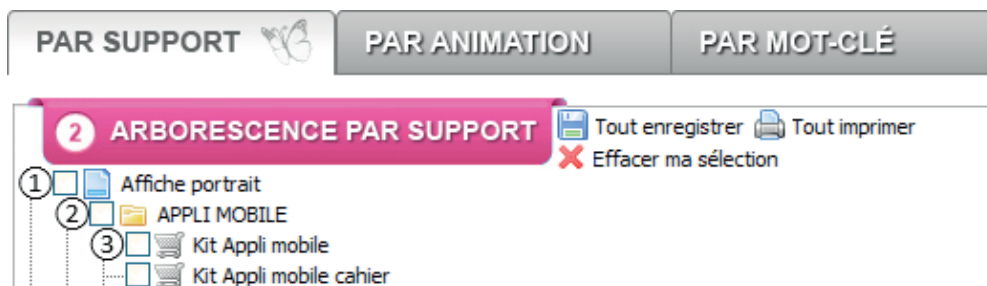 PAR SUPPORT PAR ANIMATION PAR MOT-CLÉ
2 ARBORESCENCE PAR SUPPORT Tout enregistrer Tout imprimer
Effacer ma sélection
1 Affiche portrait
2 APPLI MOBILE
3 Kit Appli mobile
Kit Appli mobile cahier